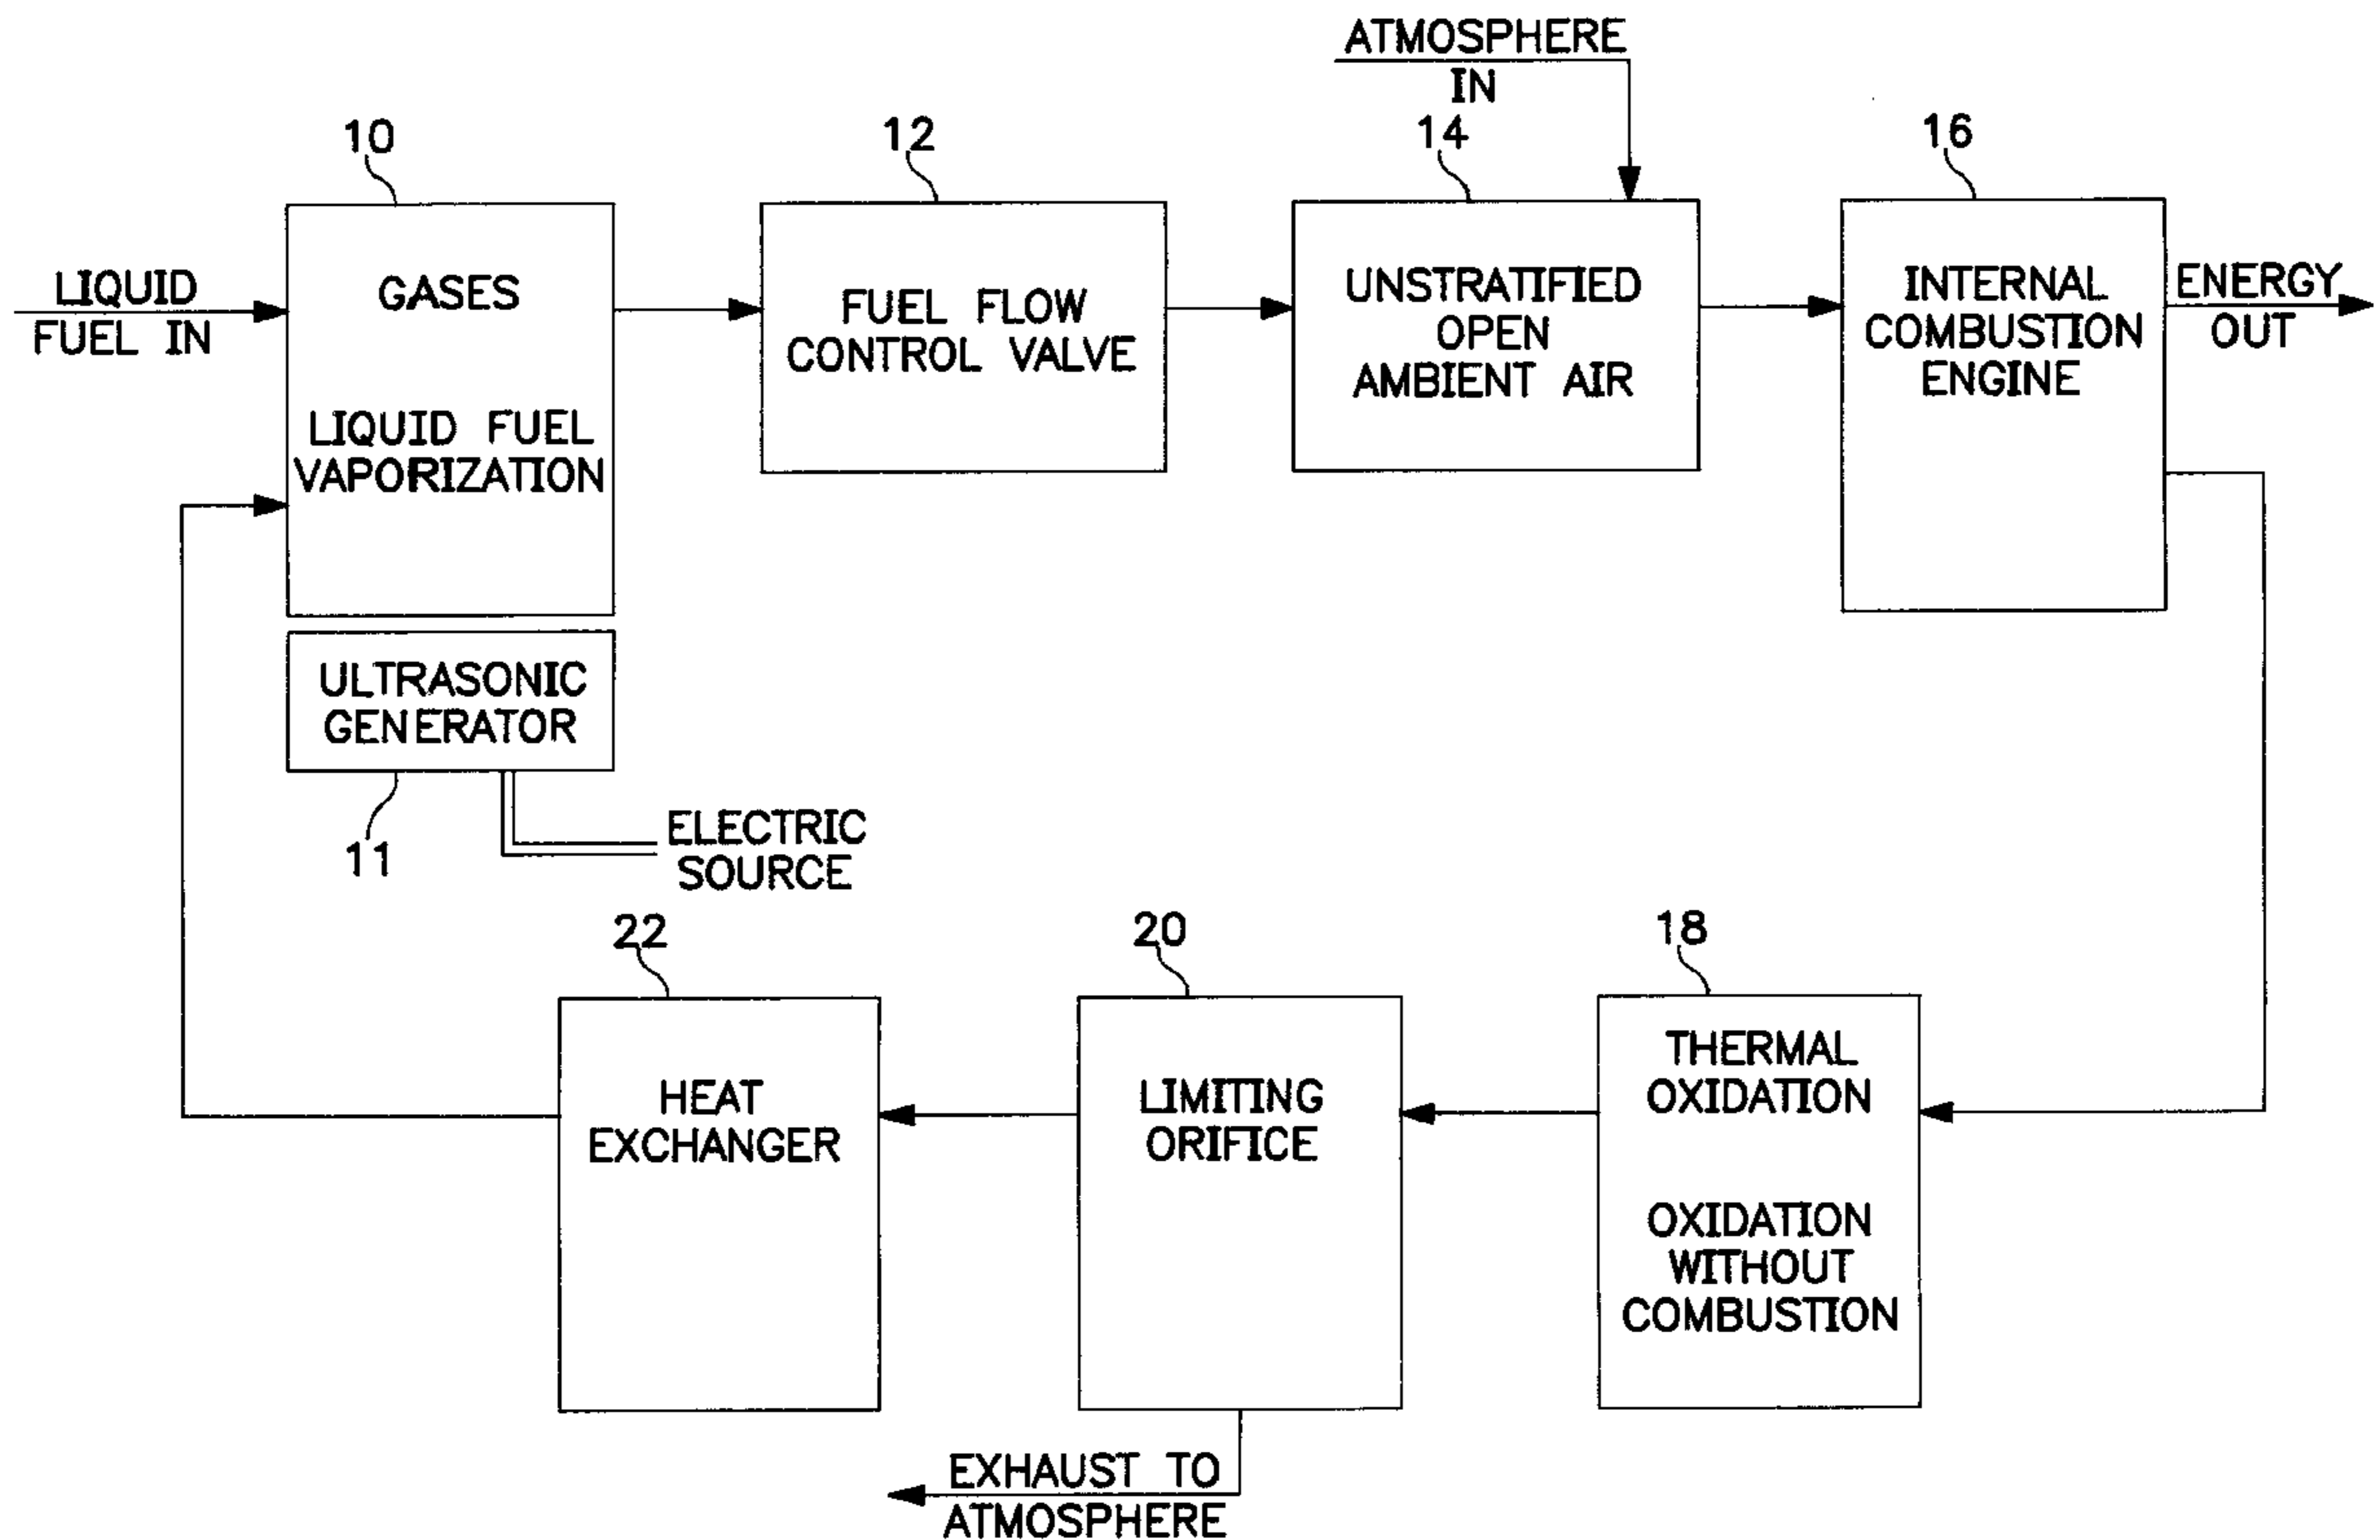 ATMOSPHERE
IN
10
12
14
16
LIQUID
FUEL IN
GASES
LIQUID FUEL
VAPORIZATION
FUEL FLOW
CONTROL VALVE
UNSTRATIFIED
OPEN
AMBIENT AIR
INTERNAL
COMBUSTION
ENGINE
ENERGY
OUT
ULTRASONIC
GENERATOR
11
ELECTRIC
SOURCE
22
20
18
HEAT
EXCHANGER
LIMITING
ORIFICE
THERMAL
OXIDATION
OXIDATION
WITHOUT
COMBUSTION
EXHAUST TO
ATMOSPHERE